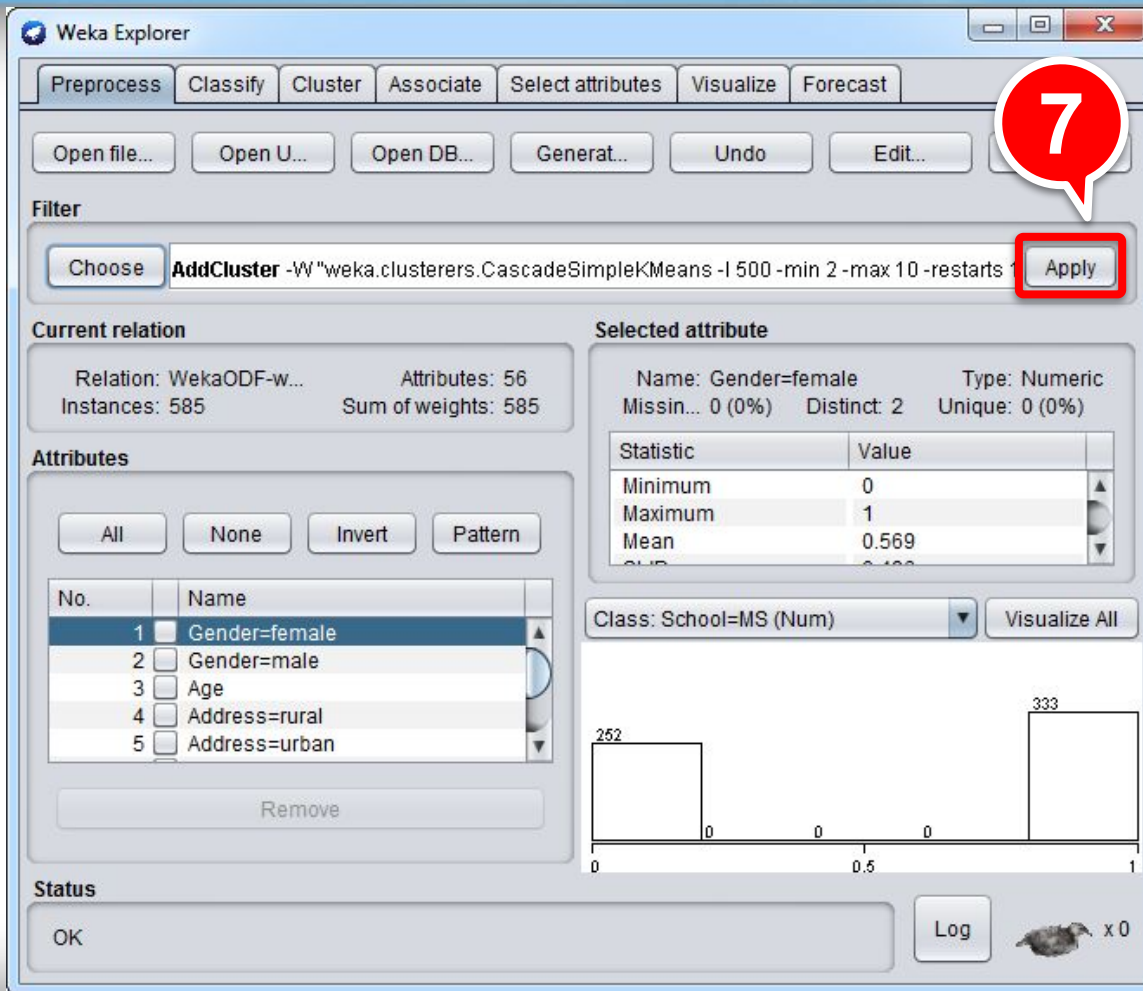 Weka Explorer
Preprocess Classify Cluster Associate Select attributes Visualize Forecast
7
Open file... Open U... Open DB... Generat... Undo Edit...
Filter
Choose AddCluster -W "weka.clusterers.CascadeSimpleKMeans -I 500 -min 2 -max 10 -restarts 1 Apply
Current relation
Relation: WekaODF-w... Attributes: 56
Instances: 585 Sum of weights: 585
Selected attribute
Name: Gender=female Type: Numeric
Missin... 0 (0%) Distinct: 2 Unique: 0 (0%)
Statistic Value
Minimum 0
Maximum 1
Mean 0.569
Attributes
All None Invert Pattern
No. Name
1 Gender=female
2 Gender=male
3 Age
4 Address=rural
5 Address=urban
Remove
Class: School=MS (Num) Visualize All
252 0 0 0 333
0 0.5 1
Status
OK
Log x 0